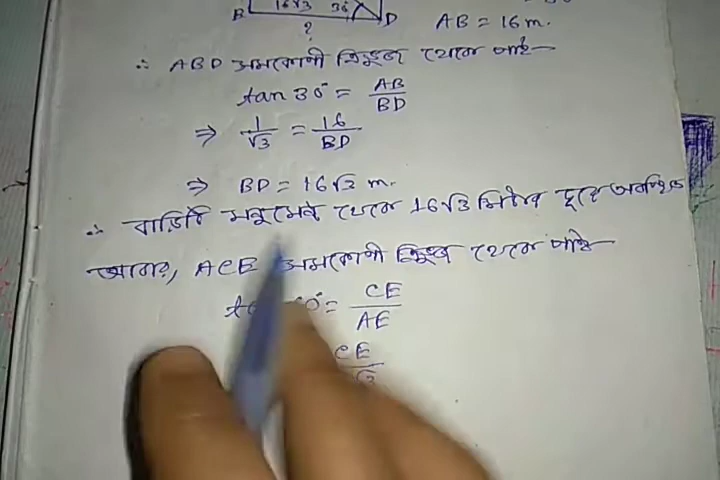 B 16√3 30° D
?
AB = 16 m.
∴ ABD সমকোণী ত্রিভুজ থেকে পাই—
tan 30° = AB/BD
⇒ 1/√3 = 16/BD
⇒ BD = 16√3 m.
∴ বাড়িটি মনুমেন্ট থেকে 16√3 মিটার দূরে অবস্থিত
আবার, ACE সমকোণী ত্রিভুজ থেকে পাই—
= CE/AE
CE